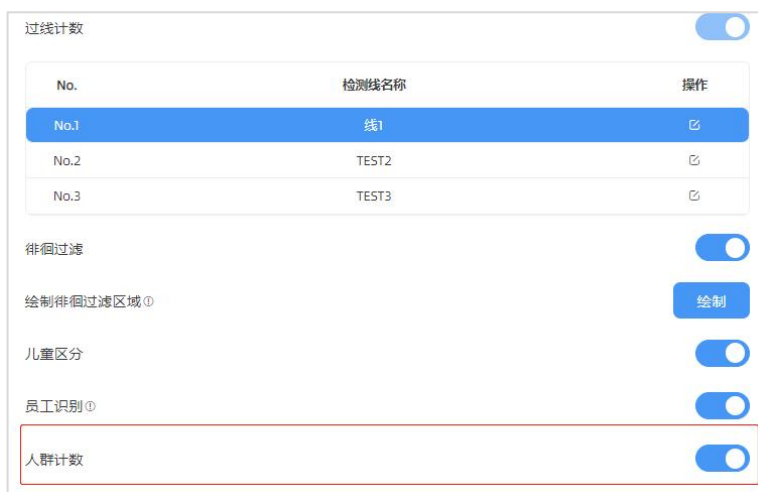 过线计数
No. 检测线名称 操作
No.1 线1
No.2 TEST2
No.3 TEST3
徘徊过滤
绘制徘徊过滤区域 绘制
儿童区分
员工识别
人群计数